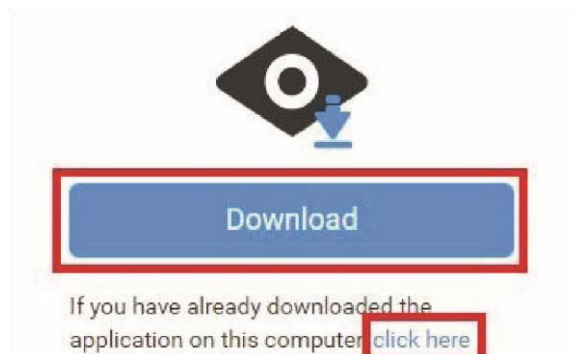 Download
If you have already downloaded the
application on this computer click here